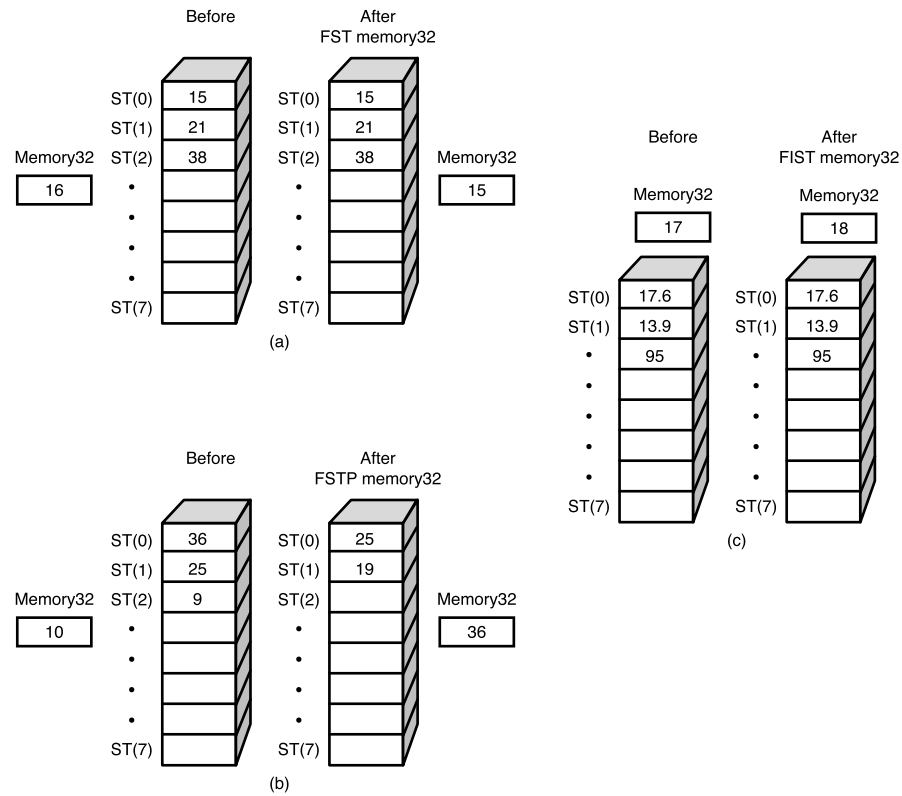 Before
After
FST memory32
ST(0) 15 ST(0) 15
ST(1) 21 ST(1) 21
ST(2) 38 ST(2) 38
Memory32 Memory32
16 15
ST(7) ST(7)
(a)
Before
After
FSTP memory32
ST(0) 36 ST(0) 25
ST(1) 25 ST(1) 19
ST(2) 9 ST(2)
Memory32 Memory32
10 36
ST(7) ST(7)
(b)
Before
After
FIST memory32
Memory32 Memory32
17 18
ST(0) 17.6 ST(0) 17.6
ST(1) 13.9 ST(1) 13.9
95 95
ST(7) ST(7)
(c)